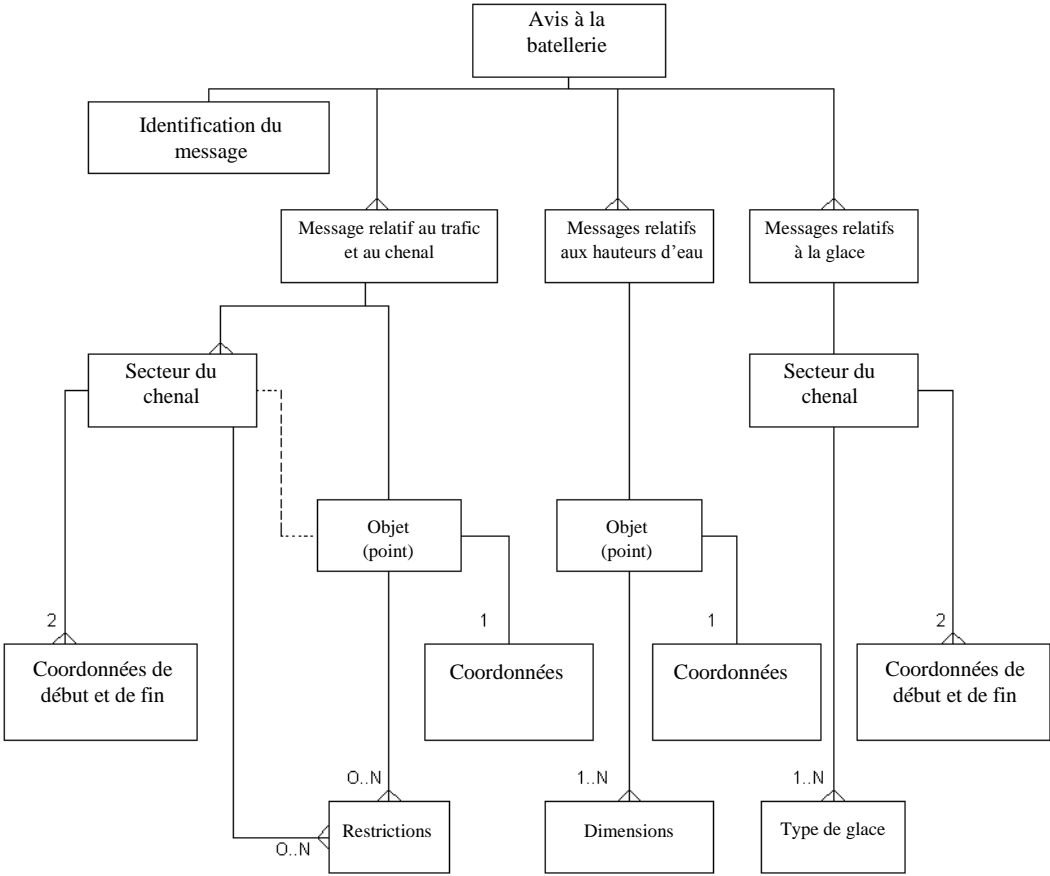 Avis à la
batellerie
Identification du
message
Message relatif au trafic
et au chenal
Messages relatifs
aux hauteurs d'eau
Messages relatifs
à la glace
Secteur du
chenal
Secteur du
chenal
Objet
(point)
Objet
(point)
2
1
1
2
Coordonnées de
début et de fin
Coordonnées
Coordonnées
Coordonnées de
début et de fin
0..N
1..N
1..N
Restrictions
0..N
Dimensions
Type de glace